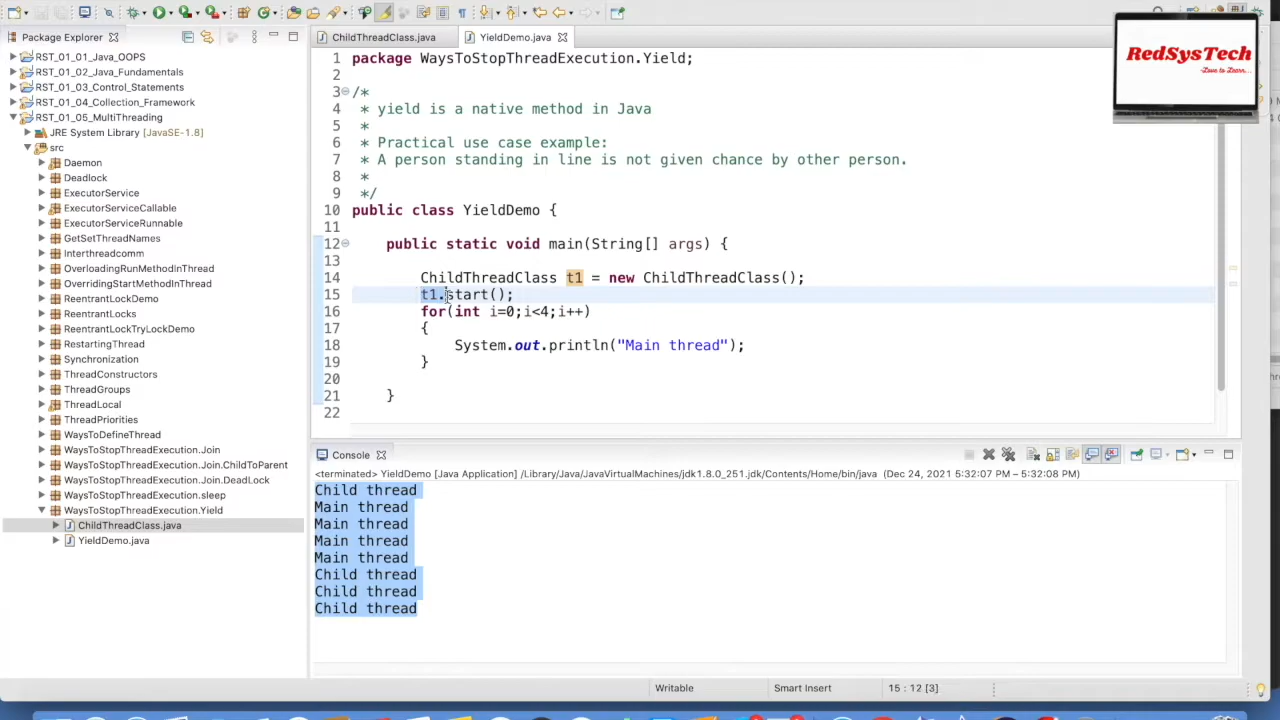 Package Explorer
ChildThreadClass.java
YieldDemo.java
RedSysTech
-Love to Learn...
RST_01_01_Java_OOPS
RST_01_02_Java_Fundamentals
RST_01_03_Control_Statements
RST_01_04_Collection_Framework
RST_01_05_MultiThreading
JRE System Library [JavaSE-1.8]
src
Daemon
Deadlock
ExecutorService
ExecutorServiceCallable
ExecutorServiceRunnable
GetSetThreadNames
Interthreadcomm
OverloadingRunMethodInThread
OverridingStartMethodInThread
ReentrantLockDemo
ReentrantLocks
ReentrantLockTryLockDemo
RestartingThread
Synchronization
ThreadConstructors
ThreadGroups
ThreadLocal
ThreadPriorities
WaysToDefineThread
WaysToStopThreadExecution.Join
WaysToStopThreadExecution.Join.ChildToParent
WaysToStopThreadExecution.Join.DeadLock
WaysToStopThreadExecution.sleep
WaysToStopThreadExecution.Yield
ChildThreadClass.java
YieldDemo.java
1 package WaysToStopThreadExecution.Yield;
2
3 /*
4 * yield is a native method in Java
5 *
6 * Practical use case example:
7 * A person standing in line is not given chance by other person.
8 *
9 */
10 public class YieldDemo {
11
12 public static void main(String[] args) {
13
14 ChildThreadClass t1 = new ChildThreadClass();
15 t1.start();
16 for(int i=0;i<4;i++)
17 {
18 System.out.println("Main thread");
19 }
20
21 }
22
Console
<terminated> YieldDemo [Java Application] /Library/Java/JavaVirtualMachines/jdk1.8.0_251.jdk/Contents/Home/bin/java (Dec 24, 2021 5:32:07 PM – 5:32:08 PM)
Child thread
Main thread
Main thread
Main thread
Main thread
Child thread
Child thread
Child thread
Writable
Smart Insert
15 : 12 [3]